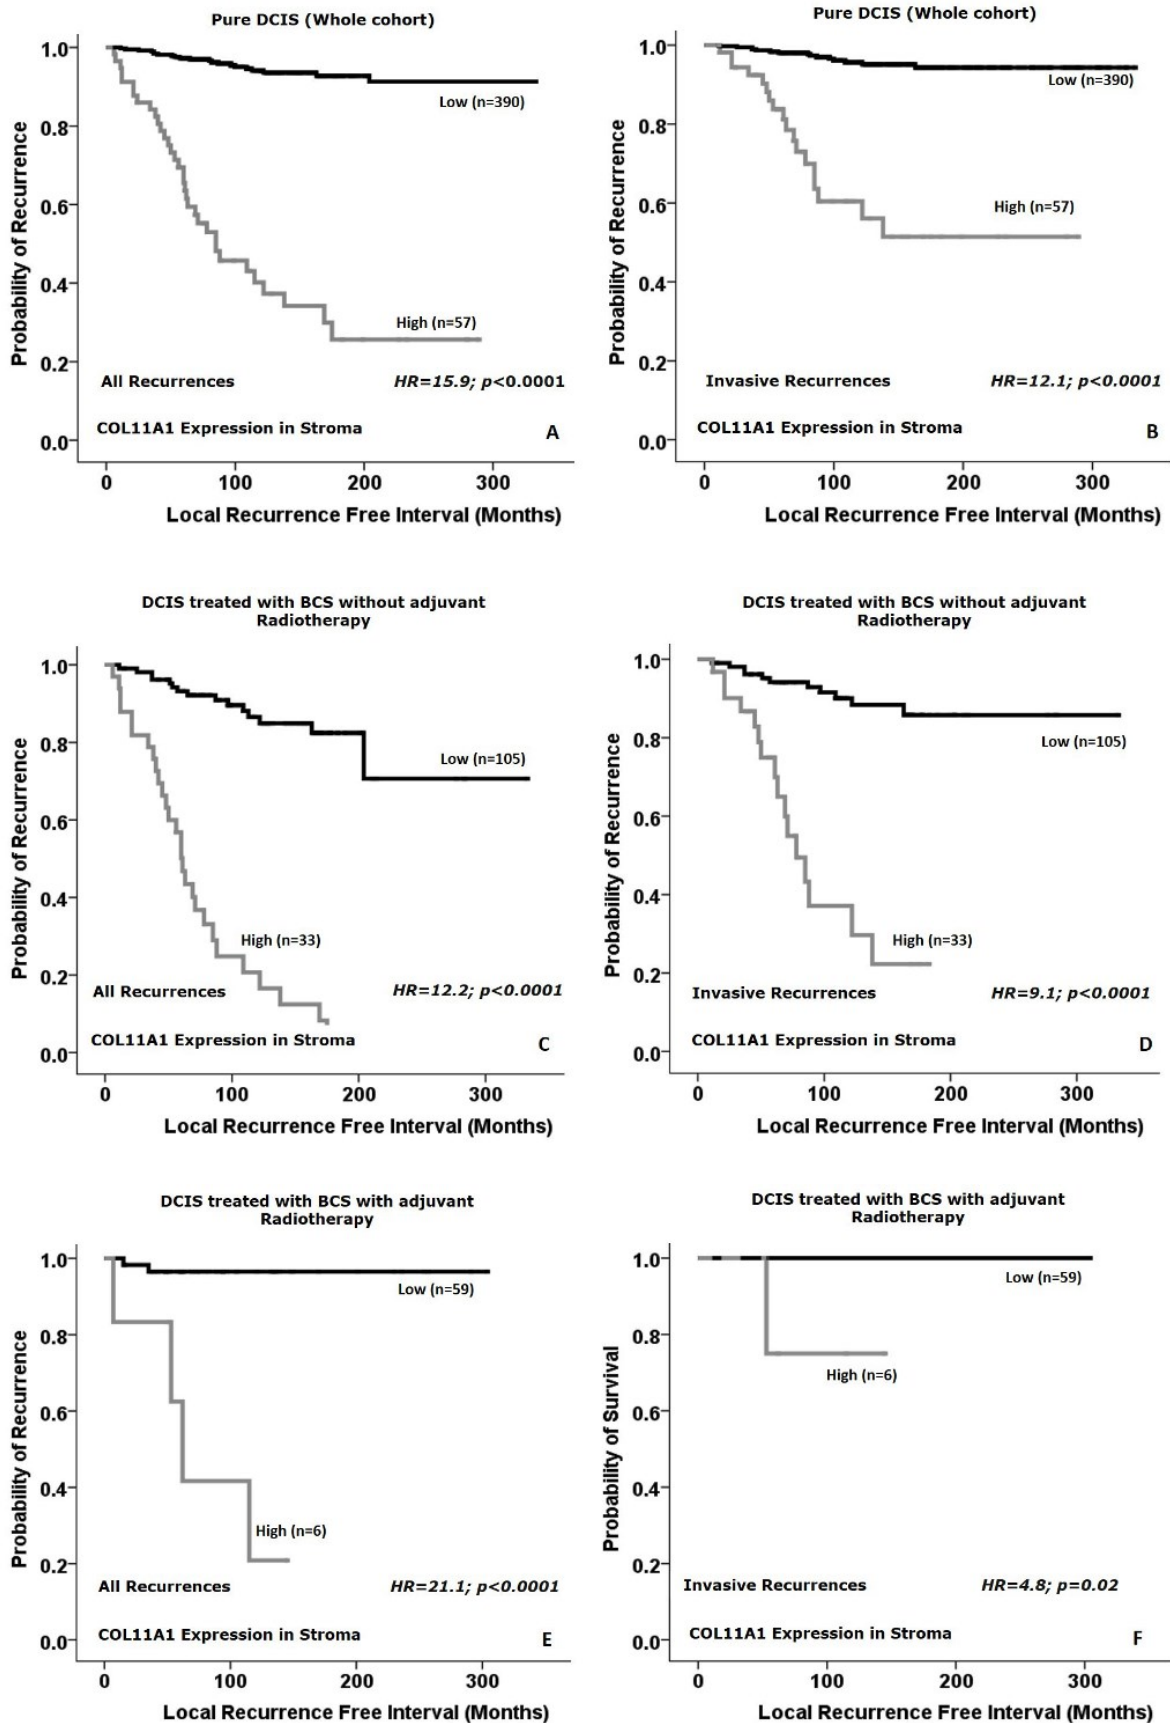 Pure DCIS (Whole cohort)
Probability of Recurrence
1.0
0.8
0.6
0.4
0.2
0.0
Low (n=390)
High (n=57)
All Recurrences
HR=15.9; p<0.0001
COL11A1 Expression in Stroma
A
0 100 200 300
Local Recurrence Free Interval (Months)
Pure DCIS (Whole cohort)
Probability of Recurrence
1.0
0.8
0.6
0.4
0.2
0.0
Low (n=390)
High (n=57)
Invasive Recurrences
HR=12.1; p<0.0001
COL11A1 Expression in Stroma
B
0 100 200 300
Local Recurrence Free Interval (Months)
DCIS treated with BCS without adjuvant
Radiotherapy
Probability of Recurrence
1.0
0.8
0.6
0.4
0.2
0.0
Low (n=105)
High (n=33)
All Recurrences
HR=12.2; p<0.0001
COL11A1 Expression in Stroma
C
0 100 200 300
Local Recurrence Free Interval (Months)
DCIS treated with BCS without adjuvant
Radiotherapy
Probability of Recurrence
1.0
0.8
0.6
0.4
0.2
0.0
Low (n=105)
High (n=33)
Invasive Recurrences
HR=9.1; p<0.0001
COL11A1 Expression in Stroma
D
0 100 200 300
Local Recurrence Free Interval (Months)
DCIS treated with BCS with adjuvant
Radiotherapy
Probability of Recurrence
1.0
0.8
0.6
0.4
0.2
0.0
Low (n=59)
High (n=6)
All Recurrences
HR=21.1; p<0.0001
COL11A1 Expression in Stroma
E
0 100 200 300
Local Recurrence Free Interval (Months)
DCIS treated with BCS with adjuvant
Radiotherapy
Probability of Survival
1.0
0.8
0.6
0.4
0.2
0.0
Low (n=59)
High (n=6)
Invasive Recurrences
HR=4.8; p=0.02
COL11A1 Expression in Stroma
F
0 100 200 300
Local Recurrence Free Interval (Months)